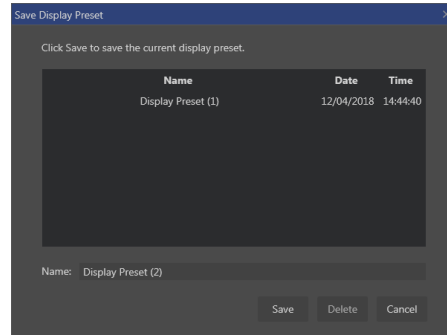 Save Display Preset
Click Save to save the current display preset.
Name Date Time
Display Preset (1) 12/04/2018 14:44:40
Name: Display Preset (2)
Save Delete Cancel